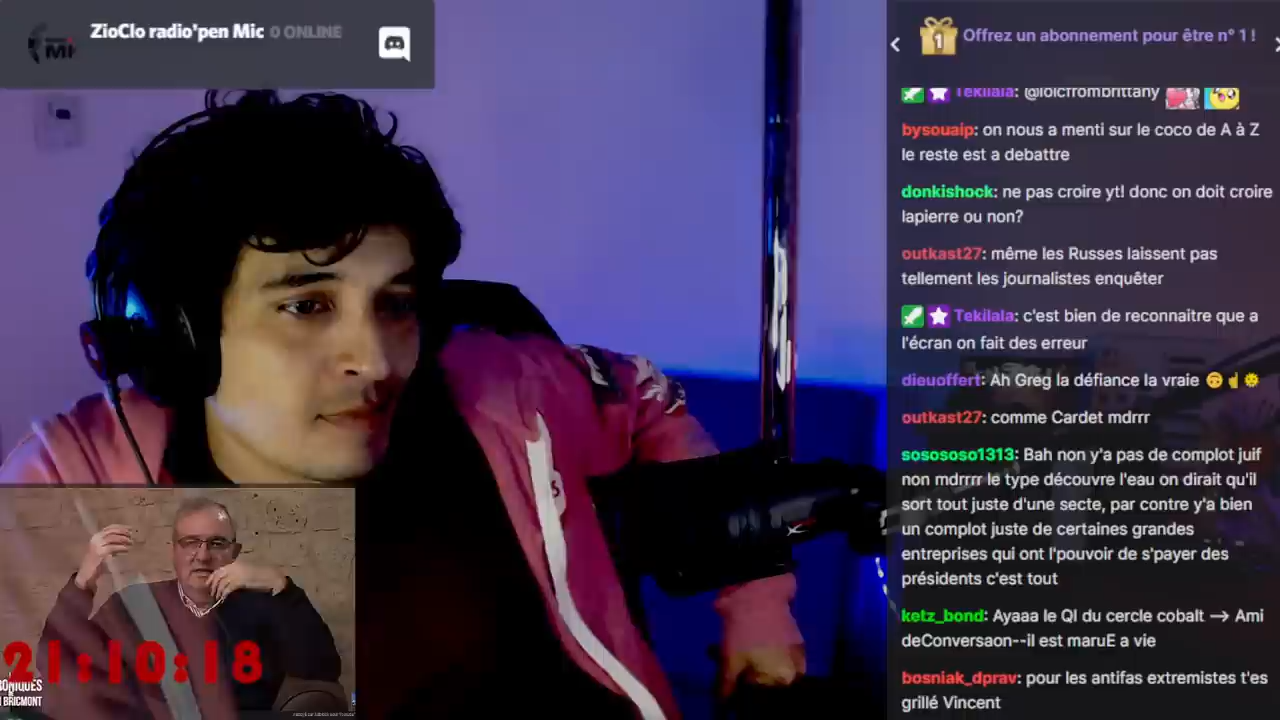 ZioClo radio'pen Mic 0 ONLINE
Offrez un abonnement pour être n° 1 !
1
Tekilala: @loicfrombrittany
bysouaip: on nous a menti sur le coco de A à Z
le reste est a debattre
donkishock: ne pas croire yt! donc on doit croire
lapierre ou non?
outkast27: même les Russes laissent pas
tellement les journalistes enquêter
Tekilala: c'est bien de reconnaitre que a
l'écran on fait des erreur
dieuoffert: Ah Greg la défiance la vraie 🙃☝️🌞
outkast27: comme Cardet mdrrr
sosososo1313: Bah non y'a pas de complot juif
non mdrrrr le type découvre l'eau on dirait qu'il
sort tout juste d'une secte, par contre y'a bien
un complot juste de certaines grandes
entreprises qui ont l'pouvoir de s'payer des
présidents c'est tout
ketz_bond: Ayaaa le QI du cercle cobalt --> Ami
deConversaon--il est maruE a vie
bosniak_dprav: pour les antifas extremistes t'es
grillé Vincent
21:10:18
BRICMONT